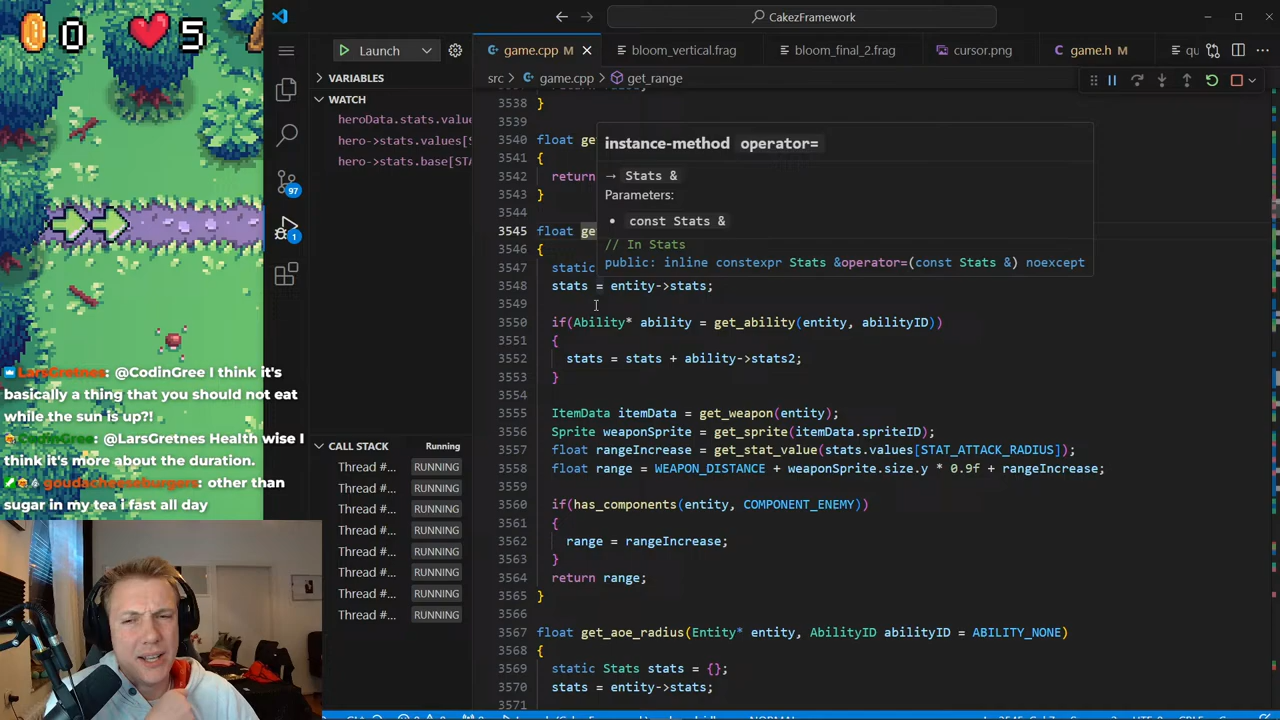 0 5
CakezFramework
Launch
game.cpp M
bloom_vertical.frag
bloom_final_2.frag
cursor.png
game.h M
qu
src > game.cpp > get_range
VARIABLES
WATCH
heroData.stats.valu
hero->stats.values[S
hero->stats.base[STA
97
1
3538 }
3539
3540 float ge
3541 {
3542 return
3543 }
3544
3545 float ge
3546 {
3547 static
3548 stats = entity->stats;
3549
3550 if(Ability* ability = get_ability(entity, abilityID))
3551 {
3552 stats = stats + ability->stats2;
3553 }
3554
3555 ItemData itemData = get_weapon(entity);
3556 Sprite weaponSprite = get_sprite(itemData.spriteID);
3557 float rangeIncrease = get_stat_value(stats.values[STAT_ATTACK_RADIUS]);
3558 float range = WEAPON_DISTANCE + weaponSprite.size.y * 0.9f + rangeIncrease;
3559
3560 if(has_components(entity, COMPONENT_ENEMY))
3561 {
3562 range = rangeIncrease;
3563 }
3564 return range;
3565 }
3566
3567 float get_aoe_radius(Entity* entity, AbilityID abilityID = ABILITY_NONE)
3568 {
3569 static Stats stats = {};
3570 stats = entity->stats;
3571
instance-method operator=
→ Stats &
Parameters:
• const Stats &
// In Stats
public: inline constexpr Stats &operator=(const Stats &) noexcept
CALL STACK Running
Thread #... RUNNING
Thread #... RUNNING
Thread #... RUNNING
Thread #... RUNNING
Thread #... RUNNING
Thread #... RUNNING
Thread #... RUNNING
Thread #... RUNNING
LarsGretnes: @CodinGree I think it's
basically a thing that you should not eat
while the sun is up?!
CodinGree: @LarsGretnes Health wise I
think it's more about the duration.
goudacheeseburgers: other than
sugar in my tea i fast all day